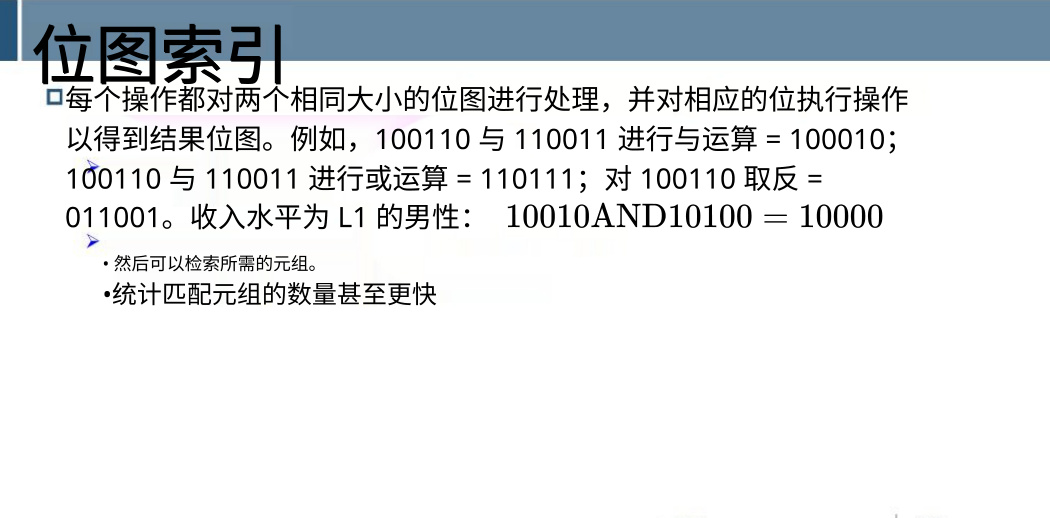 位图索引
每个操作都对两个相同大小的位图进行处理，并对相应的位执行操作
以得到结果位图。例如，100110 与 110011 进行与运算 = 100010；
100110 与 110011 进行或运算 = 110111；对 100110 取反 =
011001。收入水平为 L1 的男性： 10010AND10100 = 10000
• 然后可以检索所需的元组。
•统计匹配元组的数量甚至更快